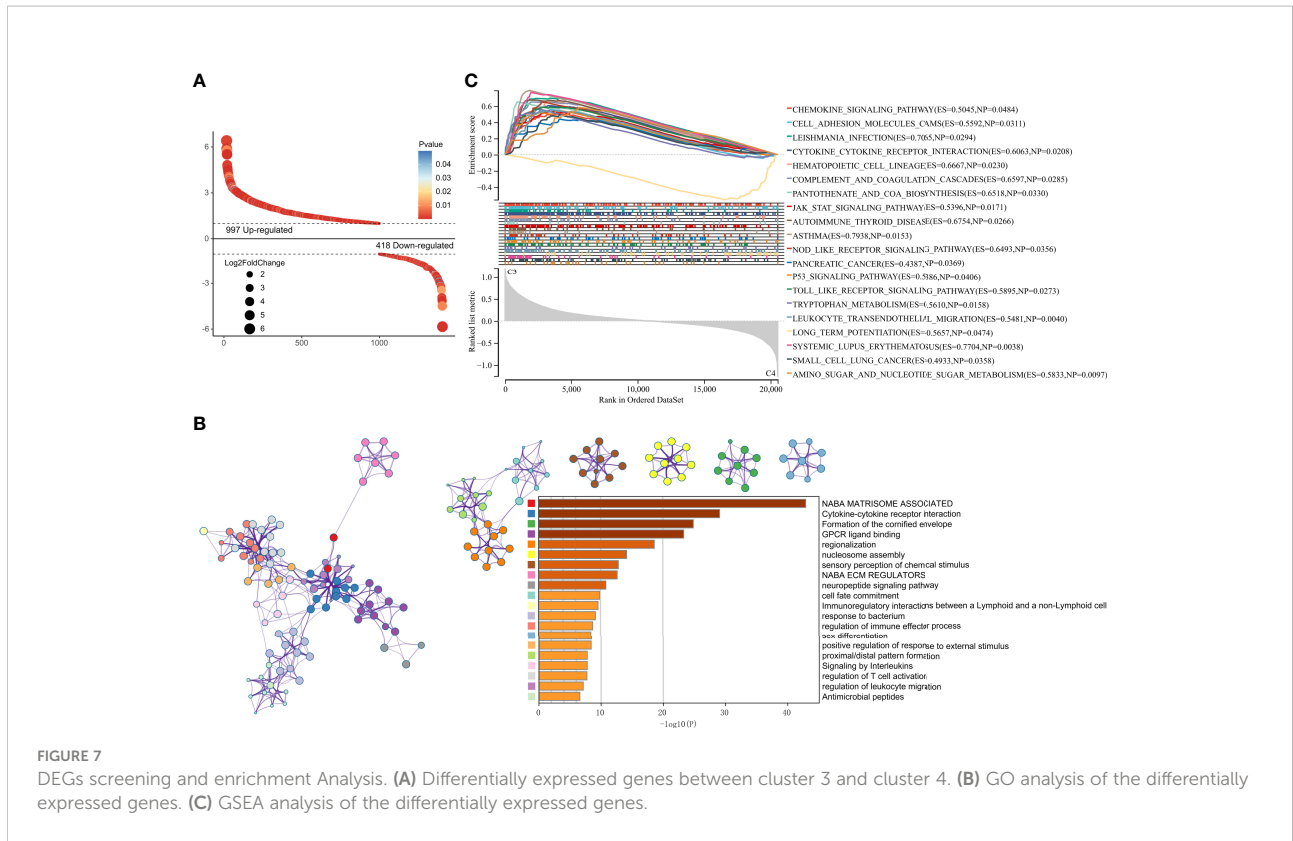 A
6
3
0
-3
-6
997 Up-regulated
418 Down-regulated
Pvalue
0.04
0.03
0.02
0.01
Log2FoldChange
2
3
4
5
6
0
1000
C
Enrichment score
0.6
0.4
0.2
0.0
−0.2
−0.4
Ranked list metric
1.0
0.5
0.0
−0.5
−1.0
C3
C4
0
5,000
10,000
15,000
20,000
Rank in Ordered DataSet
CHEMOKINE_SIGNALING_PATHWAY(ES=0.5045,NP=0.0484)
CELL_ADHESION_MOLECULES_CAMS(ES=0.5592,NP=0.0311)
LEISHMANIA_INFECTION(ES=0.7065,NP=0.0294)
CYTOKINE_CYTOKINE_RECEPTOR_INTERACTION(ES=0.6063,NP=0.0208)
HEMATOPOIETIC_CELL_LINEAGE(ES=0.6667,NP=0.0230)
COMPLEMENT_AND_COAGULATION_CASCADES(ES=0.6597,NP=0.0285)
PANTOTHENATE_AND_COA_BIOSYNTHESIS(ES=0.6518,NP=0.0330)
JAK_STAT_SIGNALING_PATHWAY(ES=0.5396,NP=0.0171)
AUTOIMMUNE_THYROID_DISEASE(ES=0.6754,NP=0.0266)
ASTHMA(ES=0.7938,NP=0.0153)
NOD_LIKE_RECEPTOR_SIGNALING_PATHWAY(ES=0.6493,NP=0.0356)
PANCREATIC_CANCER(ES=0.4387,NP=0.0369)
P53_SIGNALING_PATHWAY(ES=0.5186,NP=0.0406)
TOLL_LIKE_RECEPTOR_SIGNALING_PATHWAY(ES=0.5895,NP=0.0273)
TRYPTOPHAN_METABOLISM(ES=0.5610,NP=0.0158)
LEUKOCYTE_TRANSENDOTHELIAL_MIGRATION(ES=0.5481,NP=0.0040)
LONG_TERM_POTENTIATION(ES=0.5657,NP=0.0474)
SYSTEMIC_LUPUS_ERYTHEMATOSUS(ES=0.7704,NP=0.0038)
SMALL_CELL_LUNG_CANCER(ES=0.4933,NP=0.0358)
AMINO_SUGAR_AND_NUCLEOTIDE_SUGAR_METABOLISM(ES=0.5833,NP=0.0097)
B
NABA MATRISOME ASSOCIATED
Cytokine-cytokine receptor interaction
Formation of the cornified envelope
GPCR ligand binding
regionalization
nucleosome assembly
sensory perception of chemical stimulus
NABA ECM REGULATORS
neuropeptide signaling pathway
cell fate commitment
Immunoregulatory interactions between a Lymphoid and a non-Lymphoid cell
response to bacterium
regulation of immune effector process
sex differentiation
positive regulation of response to external stimulus
proximal/distal pattern formation
Signaling by Interleukins
regulation of T cell activation
regulation of leukocyte migration
Antimicrobial peptides
0
10
20
30
40
-log10(P)
FIGURE 7
DEGs screening and enrichment Analysis. (A) Differentially expressed genes between cluster 3 and cluster 4. (B) GO analysis of the differentially
expressed genes. (C) GSEA analysis of the differentially expressed genes.